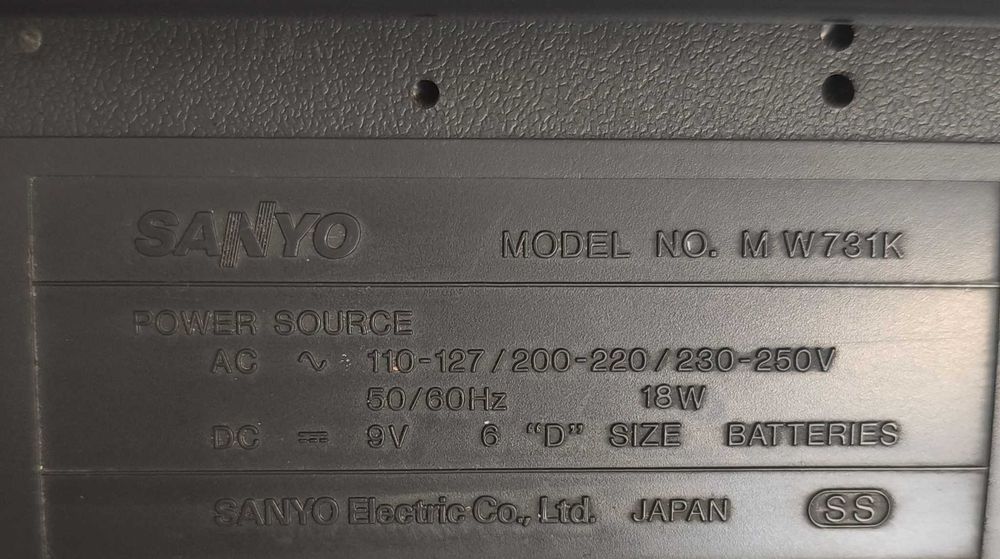 SANYO MODEL NO. MW731K
POWER SOURCE
AC ∿ 110-127/200-220/230-250V
50/60Hz 18W
DC ⎓ 9V 6 “D” SIZE BATTERIES
SANYO Electric Co., Ltd. JAPAN SS